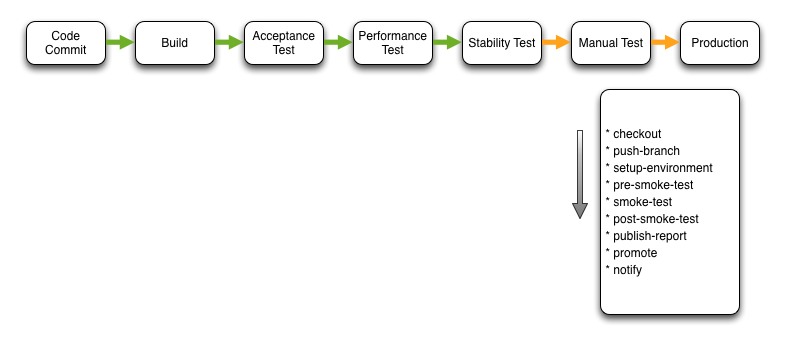 Code
Commit
Build
Acceptance
Test
Performance
Test
Stability Test
Manual Test
Production
* checkout
* push-branch
* setup-environment
* pre-smoke-test
* smoke-test
* post-smoke-test
* publish-report
* promote
* notify